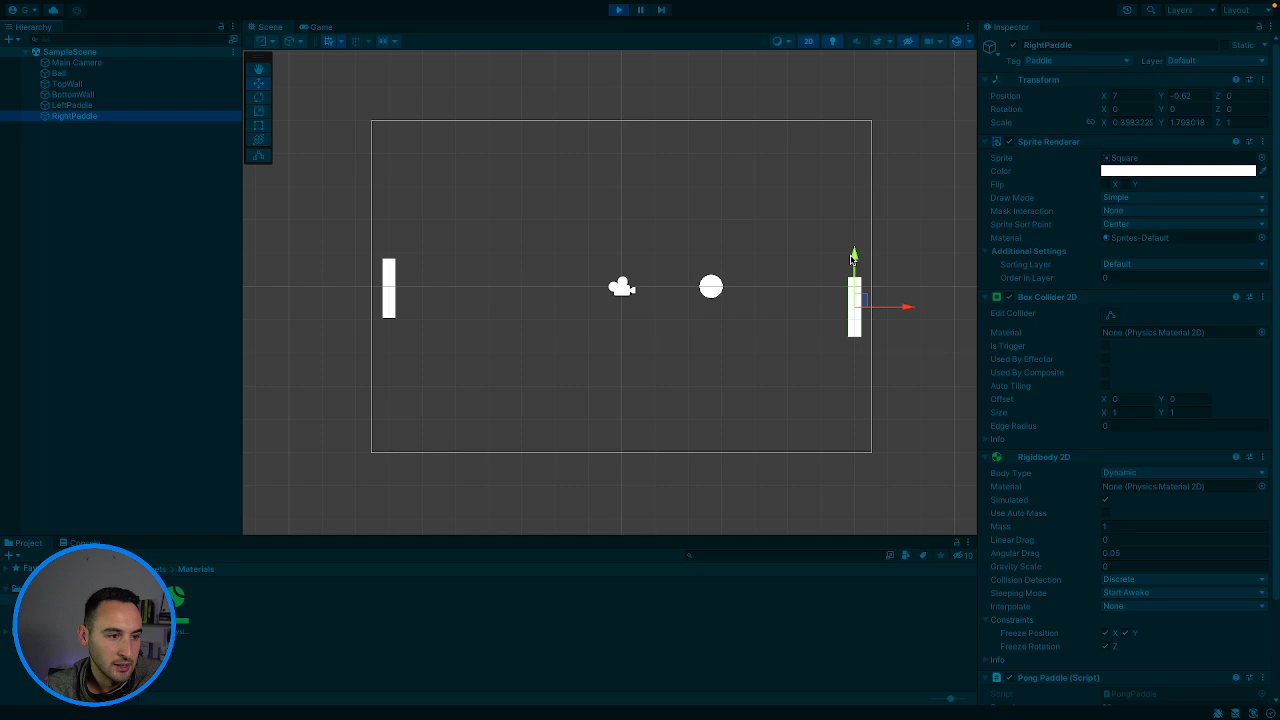 G
Layers
Layout
Hierarchy
Scene
Game
Inspector
2D
SampleScene
Main Camera
Ball
TopWall
BottomWall
LeftPaddle
RightPaddle
RightPaddle
Static
Tag
Paddle
Layer
Default
Transform
Position
X
7
Y
-0.62
Z
0
Rotation
X
0
Y
0
Z
0
Scale
X
0.3983225
Y
1.793018
Z
1
Sprite Renderer
Sprite
Square
Color
Flip
X
Y
Draw Mode
Simple
Mask Interaction
None
Sprite Sort Point
Center
Material
Sprites-Default
Additional Settings
Sorting Layer
Default
Order in Layer
0
Box Collider 2D
Edit Collider
Material
None (Physics Material 2D)
Is Trigger
Used By Effector
Used By Composite
Auto Tiling
Offset
X
0
Y
0
Size
X
1
Y
1
Edge Radius
0
Info
Rigidbody 2D
Body Type
Dynamic
Material
None (Physics Material 2D)
Simulated
Use Auto Mass
Mass
1
Linear Drag
0
Angular Drag
0.05
Gravity Scale
0
Collision Detection
Discrete
Sleeping Mode
Start Awake
Interpolate
None
Constraints
Freeze Position
X
Y
Freeze Rotation
Z
Info
Pong Paddle (Script)
Script
PongPaddle
Project
10
Materials